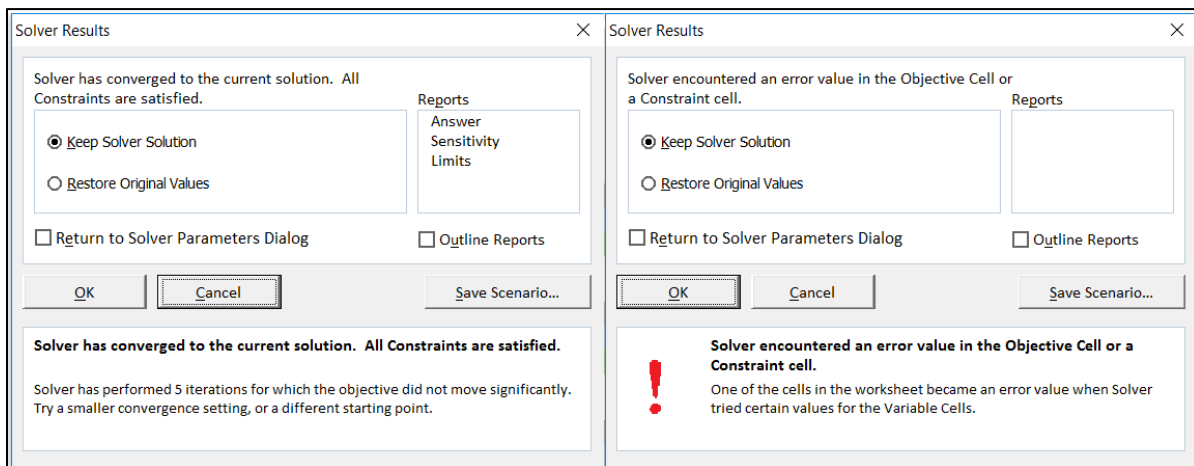 Solver Results
Solver has converged to the current solution.  All
Constraints are satisfied.
Reports
Keep Solver Solution
Restore Original Values
Answer
Sensitivity
Limits
Return to Solver Parameters Dialog
Outline Reports
OK
Cancel
Save Scenario...
Solver has converged to the current solution.  All Constraints are satisfied.
Solver has performed 5 iterations for which the objective did not move significantly.
Try a smaller convergence setting, or a different starting point.
Solver Results
Solver encountered an error value in the Objective Cell or
a Constraint cell.
Reports
Keep Solver Solution
Restore Original Values
Return to Solver Parameters Dialog
Outline Reports
OK
Cancel
Save Scenario...
Solver encountered an error value in the Objective Cell or a
Constraint cell.
One of the cells in the worksheet became an error value when Solver
tried certain values for the Variable Cells.